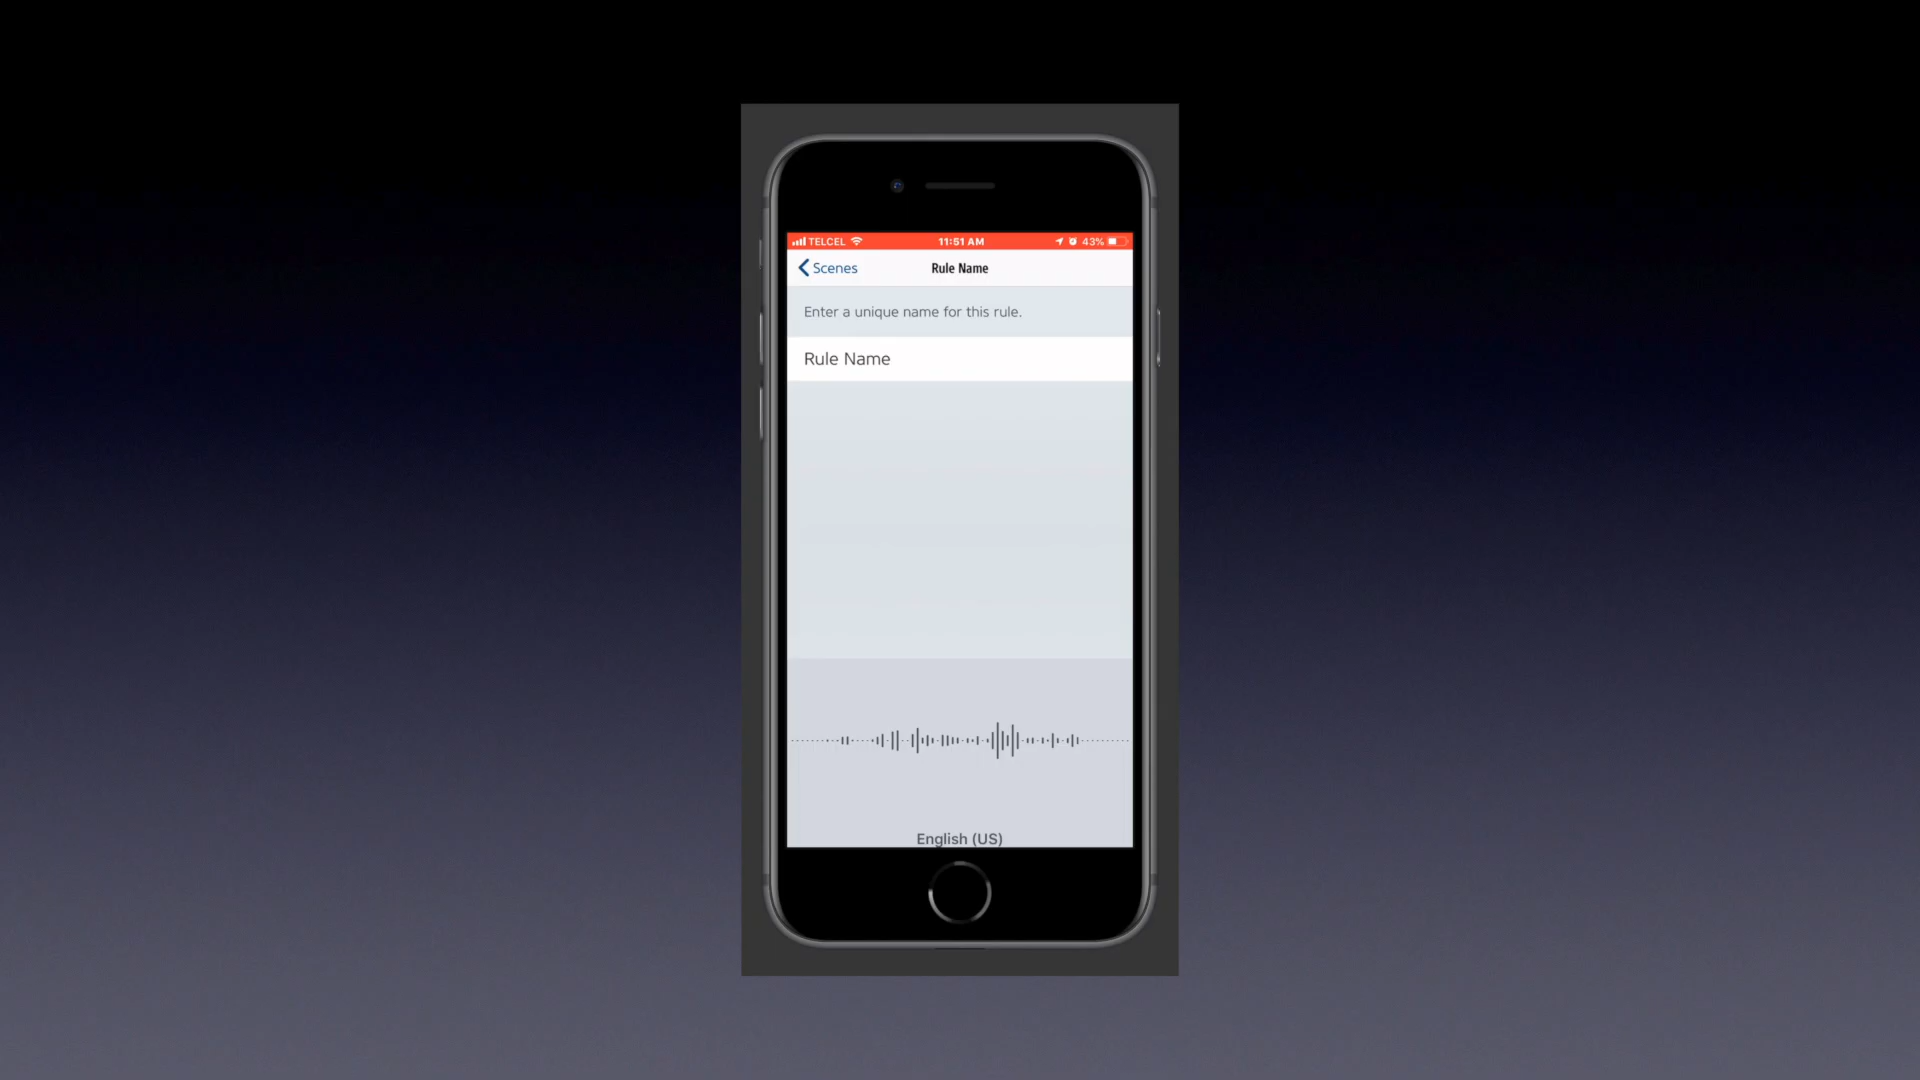 TELCEL 11:51 AM 43%
Scenes Rule Name
Enter a unique name for this rule.
Rule Name
English (US)